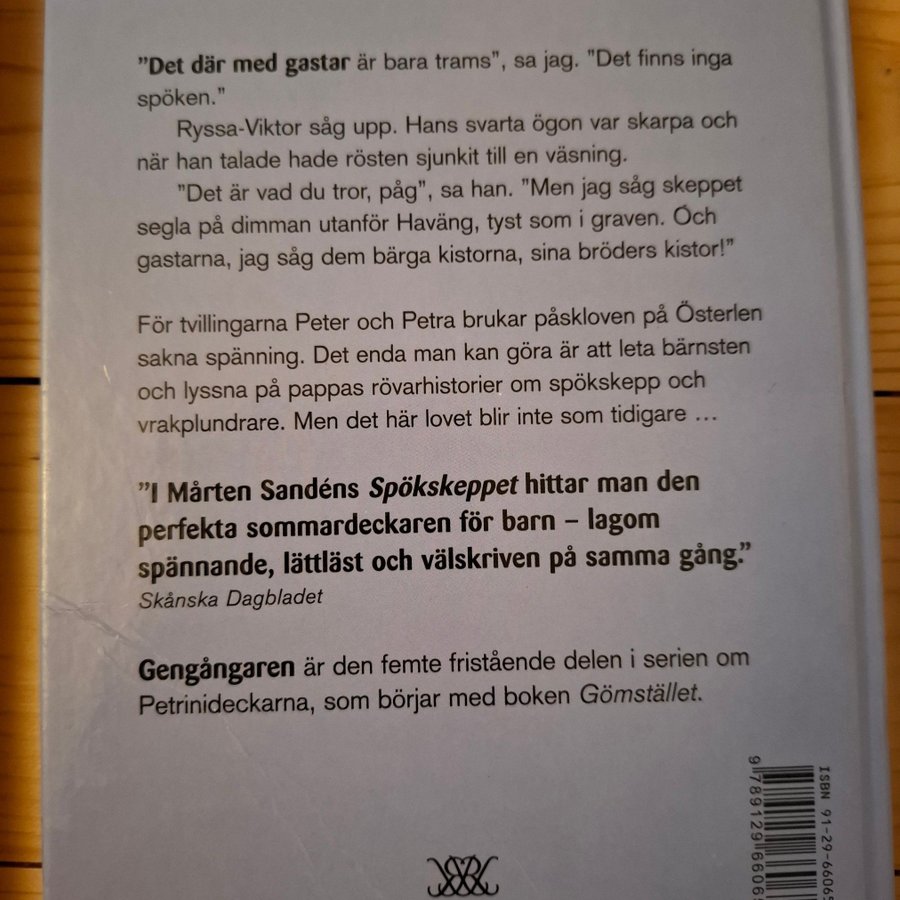 ”Det där med gastar är bara trams”, sa jag. ”Det finns inga
spöken.”
Ryssa-Viktor såg upp. Hans svarta ögon var skarpa och
när han talade hade rösten sjunkit till en väsning.
”Det är vad du tror, påg”, sa han. ”Men jag såg skeppet
segla på dimman utanför Haväng, tyst som i graven. Och
gastarna, jag såg dem bärga kistorna, sina bröders kistor!”
För tvillingarna Peter och Petra brukar påskloven på Österlen
sakna spänning. Det enda man kan göra är att leta bärnsten
och lyssna på pappas rövarhistorier om spökskepp och
vrakplundrare. Men det här lovet blir inte som tidigare …
”I Mårten Sandéns Spökskeppet hittar man den
perfekta sommardeckaren för barn – lagom
spännande, lättläst och välskriven på samma gång.”
Skånska Dagbladet
Gengångaren är den femte fristående delen i serien om
Petrinideckarna, som börjar med boken Gömstället.
ISBN 91-29-6606
9 789129 6606